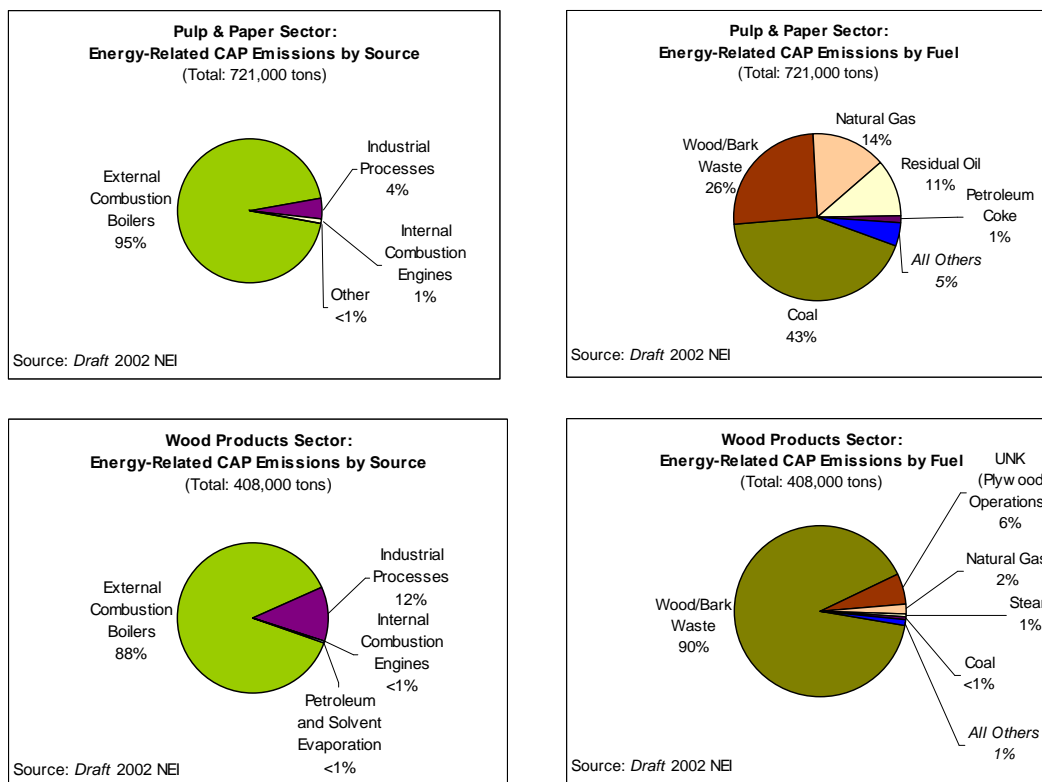 Pulp & Paper Sector:
Energy-Related CAP Emissions by Source
(Total: 721,000 tons)
External
Combustion
Boilers
95%
Industrial
Processes
4%
Internal
Combustion
Engines
1%
Other
<1%
Source: Draft 2002 NEI
Pulp & Paper Sector:
Energy-Related CAP Emissions by Fuel
(Total: 721,000 tons)
Natural Gas
14%
Wood/Bark
Waste
26%
Residual Oil
11%
Petroleum
Coke
1%
All Others
5%
Coal
43%
Source: Draft 2002 NEI
Wood Products Sector:
Energy-Related CAP Emissions by Source
(Total: 408,000 tons)
External
Combustion
Boilers
88%
Industrial
Processes
12%
Internal
Combustion
Engines
<1%
Petroleum
and Solvent
Evaporation
<1%
Source: Draft 2002 NEI
Wood Products Sector:
Energy-Related CAP Emissions by Fuel
(Total: 408,000 tons)
UNK
(Plywood
Operations
6%
Natural Gas
2%
Stear
1%
Wood/Bark
Waste
90%
Coal
<1%
All Others
1%
Source: Draft 2002 NEI